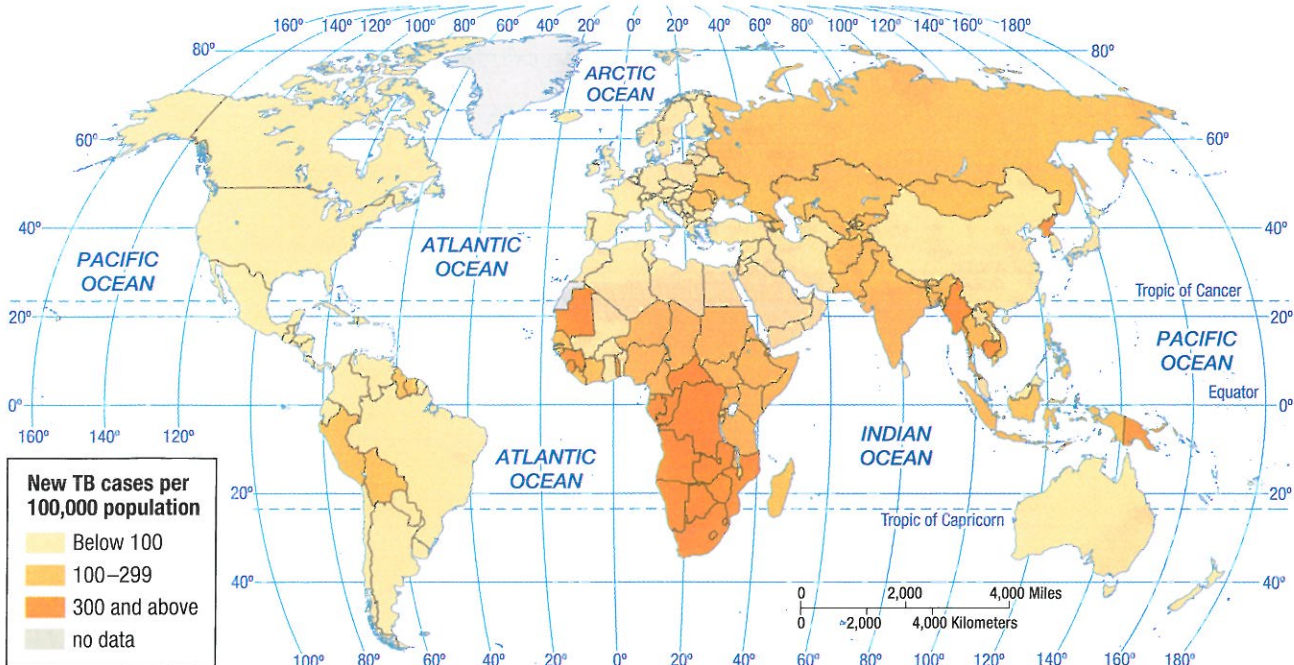 160° 140° 120° 100° 80° 60° 40° 20° 0° 20° 40° 60° 80° 100° 120° 140° 160° 180°
80° 80°
ARCTIC
OCEAN
60° 60°
40° 40°
ATLANTIC
OCEAN
PACIFIC
OCEAN
Tropic of Cancer
20° 20°
PACIFIC
OCEAN
Equator
0° 0°
160° 140° 120° 160°
INDIAN
OCEAN
ATLANTIC
OCEAN
20° 20°
Tropic of Capricorn
40° 40°
0 2,000 4,000 Miles
0 2,000 4,000 Kilometers
100° 80° 60° 40° 20° 0° 20° 40° 60° 80° 100° 120° 140° 160° 180°
New TB cases per
100,000 population
Below 100
100–299
300 and above
no data